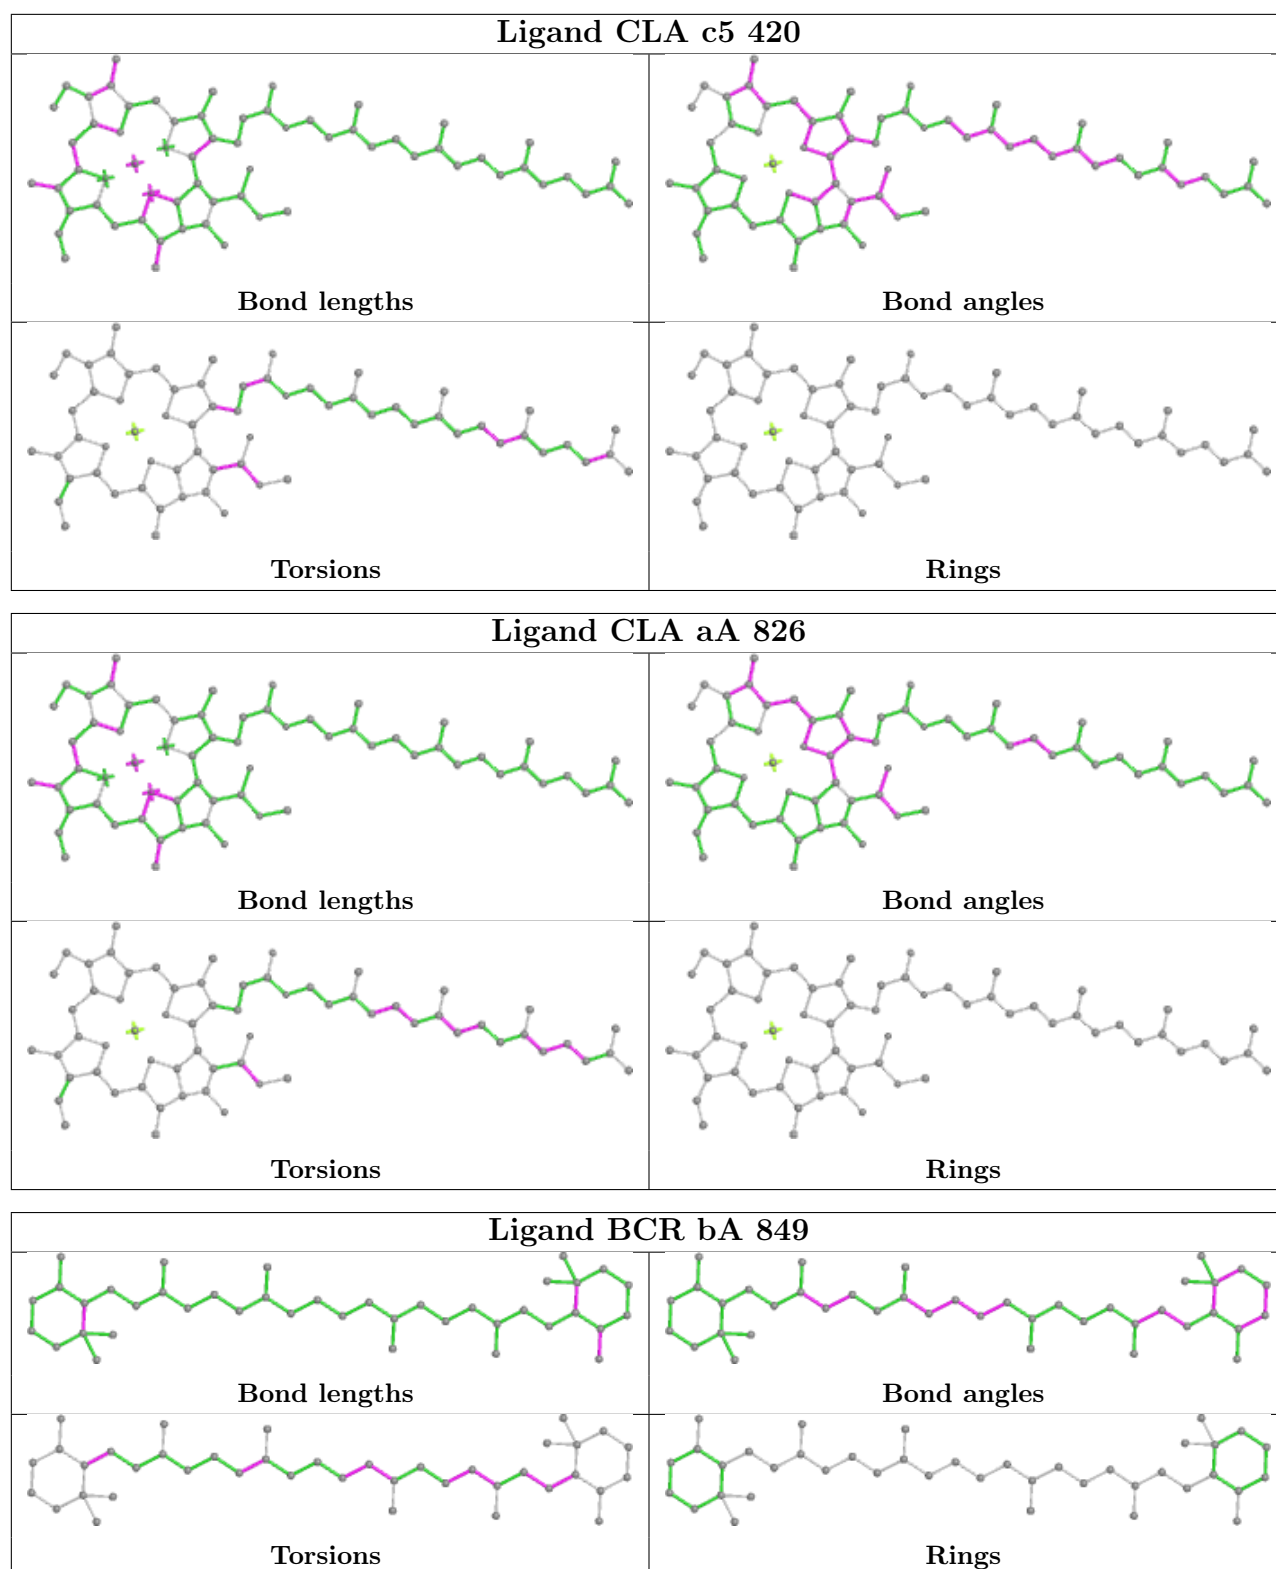 Ligand CLA c5 420
Bond lengths
Bond angles
Torsions
Rings
Ligand CLA aA 826
Bond lengths
Bond angles
Torsions
Rings
Ligand BCR bA 849
Bond lengths
Bond angles
Torsions
Rings